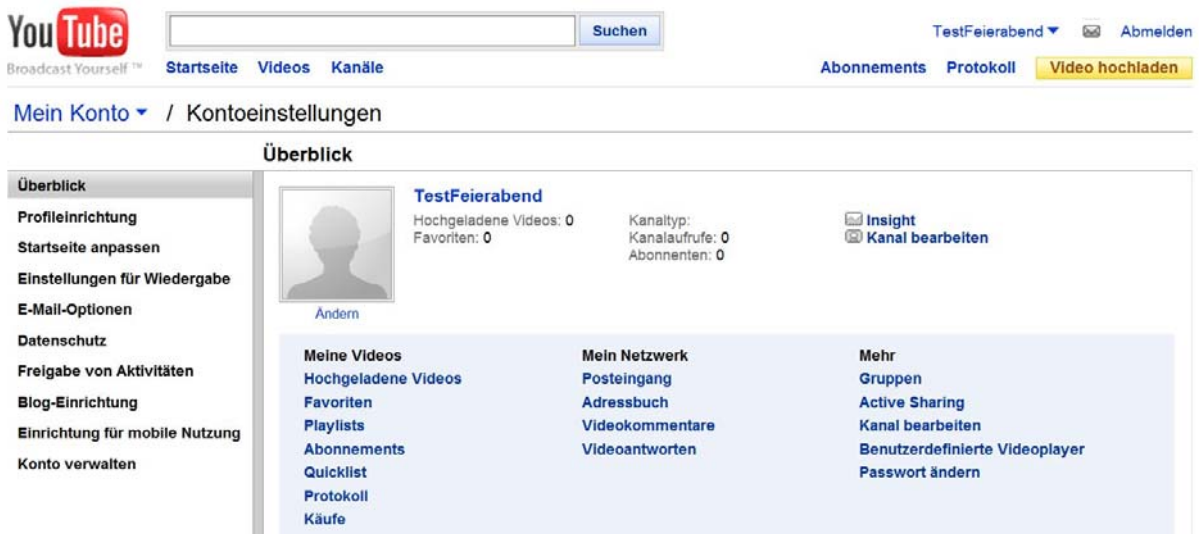 You Tube
Suchen
TestFeierabend
Abmelden
Broadcast Yourself ™
Startseite Videos Kanäle
Abonnements Protokoll Video hochladen
Mein Konto / Kontoeinstellungen
Überblick
Überblick
Profileinrichtung
Startseite anpassen
Einstellungen für Wiedergabe
E-Mail-Optionen
Datenschutz
Freigabe von Aktivitäten
Blog-Einrichtung
Einrichtung für mobile Nutzung
Konto verwalten
TestFeierabend
Hochgeladene Videos: 0
Favoriten: 0
Kanaltyp:
Kanalaufrufe: 0
Abonnenten: 0
Insight
Kanal bearbeiten
Ändern
Meine Videos
Hochgeladene Videos
Favoriten
Playlists
Abonnements
Quicklist
Protokoll
Käufe
Mein Netzwerk
Posteingang
Adressbuch
Videokommentare
Videoantworten
Mehr
Gruppen
Active Sharing
Kanal bearbeiten
Benutzerdefinierte Videoplayer
Passwort ändern